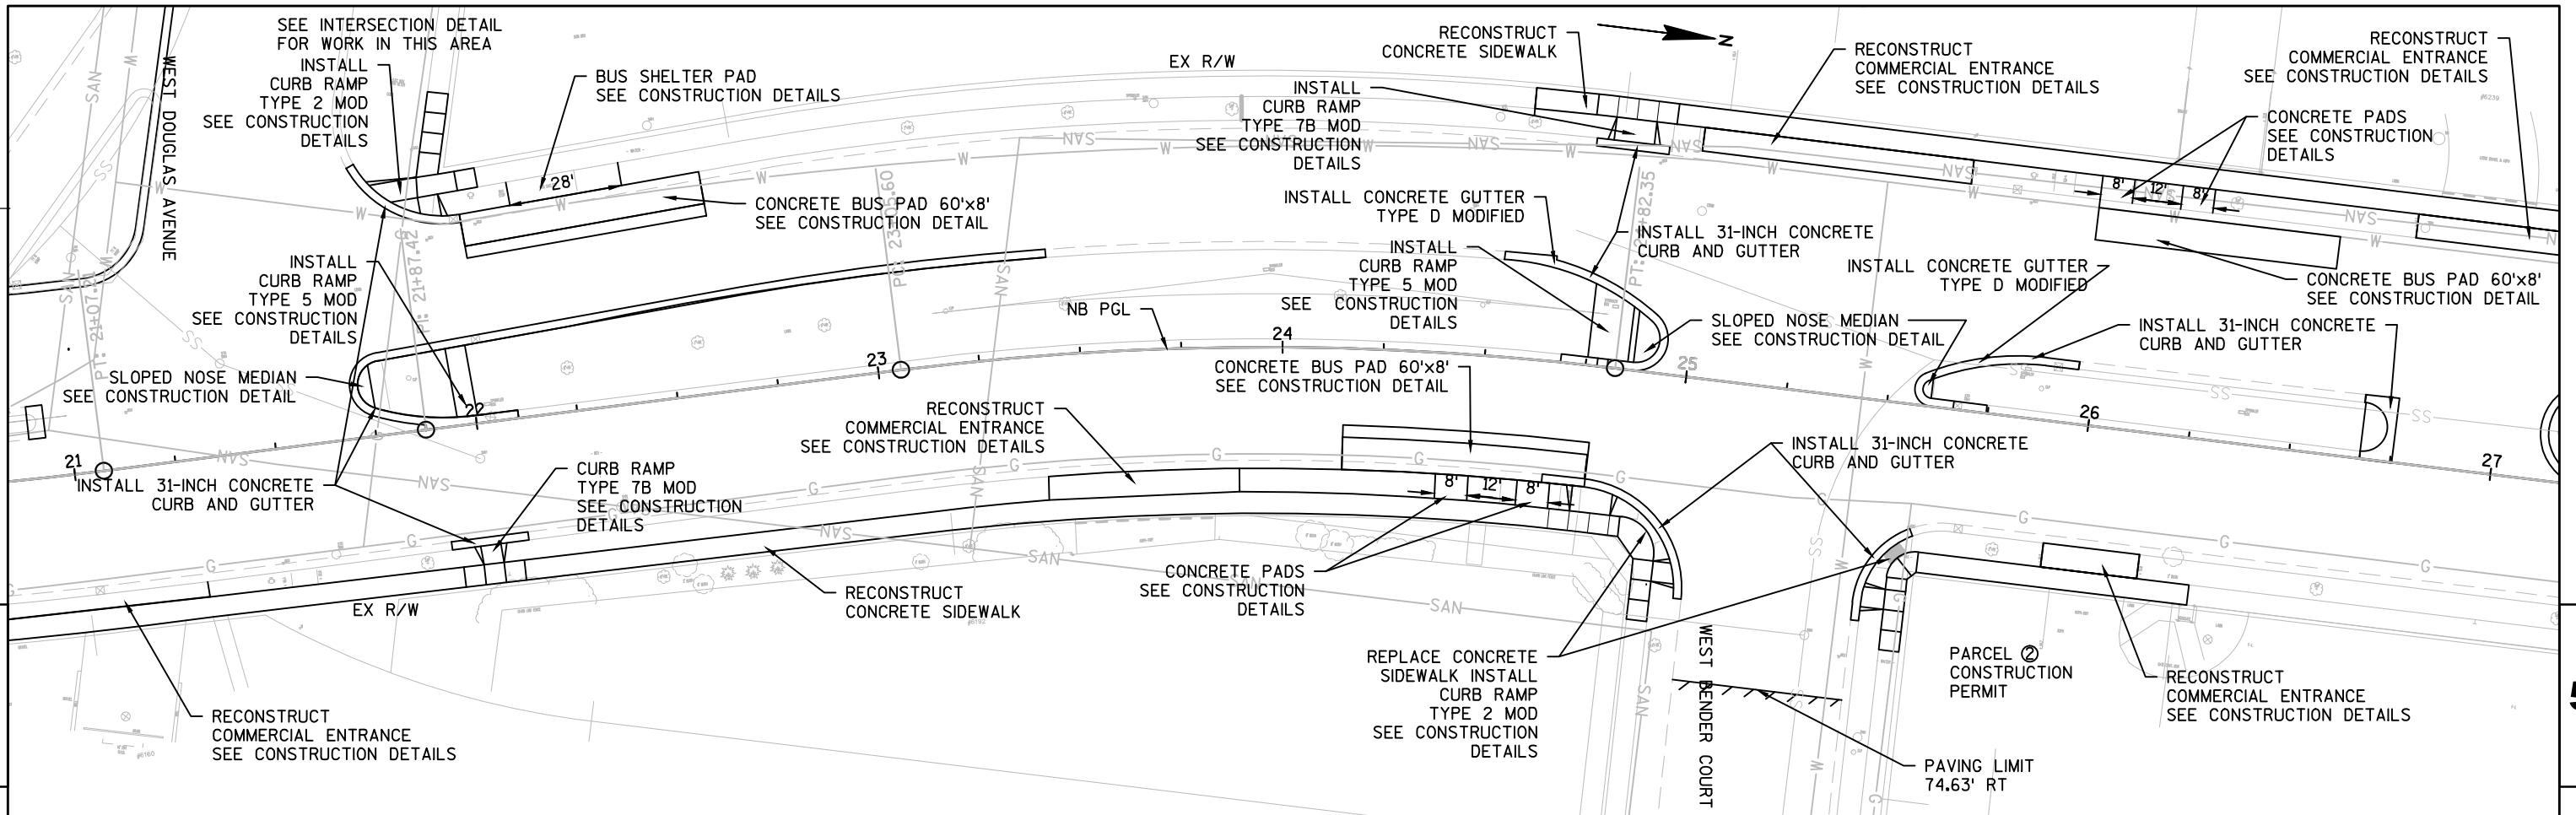 SEE INTERSECTION DETAIL
FOR WORK IN THIS AREA
INSTALL
CURB RAMP
TYPE 2 MOD
SEE CONSTRUCTION
DETAILS
WEST DOUGLAS AVENUE
BUS SHELTER PAD
SEE CONSTRUCTION DETAILS
28'
CONCRETE BUS PAD 60'x8'
SEE CONSTRUCTION DETAIL
EX R/W
RECONSTRUCT
CONCRETE SIDEWALK
N
INSTALL
CURB RAMP
TYPE 7B MOD
SEE CONSTRUCTION
DETAILS
RECONSTRUCT
COMMERCIAL ENTRANCE
SEE CONSTRUCTION DETAILS
RECONSTRUCT
COMMERCIAL ENTRANCE
SEE CONSTRUCTION DETAILS
CONCRETE PADS
SEE CONSTRUCTION
DETAILS
8'
12'
8'
INSTALL CONCRETE GUTTER
TYPE D MODIFIED
INSTALL 31-INCH CONCRETE
CURB AND GUTTER
INSTALL
CURB RAMP
TYPE 5 MOD
SEE CONSTRUCTION
DETAILS
INSTALL
CURB RAMP
TYPE 5 MOD
SEE CONSTRUCTION
DETAILS
INSTALL CONCRETE GUTTER
TYPE D MODIFIED
CONCRETE BUS PAD 60'x8'
SEE CONSTRUCTION DETAIL
NB PGL
SLOPED NOSE MEDIAN
SEE CONSTRUCTION DETAIL
INSTALL 31-INCH CONCRETE
CURB AND GUTTER
SLOPED NOSE MEDIAN
SEE CONSTRUCTION DETAIL
CONCRETE BUS PAD 60'x8'
SEE CONSTRUCTION DETAIL
PT: 21+07.21
PI: 21+87.42
21
22
23
24
25
26
27
RECONSTRUCT
COMMERCIAL ENTRANCE
SEE CONSTRUCTION DETAILS
INSTALL 31-INCH CONCRETE
CURB AND GUTTER
CURB RAMP
TYPE 7B MOD
SEE CONSTRUCTION
DETAILS
INSTALL 31-INCH CONCRETE
CURB AND GUTTER
8'
12'
8'
CONCRETE PADS
SEE CONSTRUCTION
DETAILS
RECONSTRUCT
CONCRETE SIDEWALK
EX R/W
REPLACE CONCRETE
SIDEWALK INSTALL
CURB RAMP
TYPE 2 MOD
SEE CONSTRUCTION
DETAILS
WEST BENDER COURT
PARCEL 2
CONSTRUCTION
PERMIT
RECONSTRUCT
COMMERCIAL ENTRANCE
SEE CONSTRUCTION DETAILS
RECONSTRUCT
COMMERCIAL ENTRANCE
SEE CONSTRUCTION DETAILS
PAVING LIMIT
74.63' RT
SAN
SS
W
G